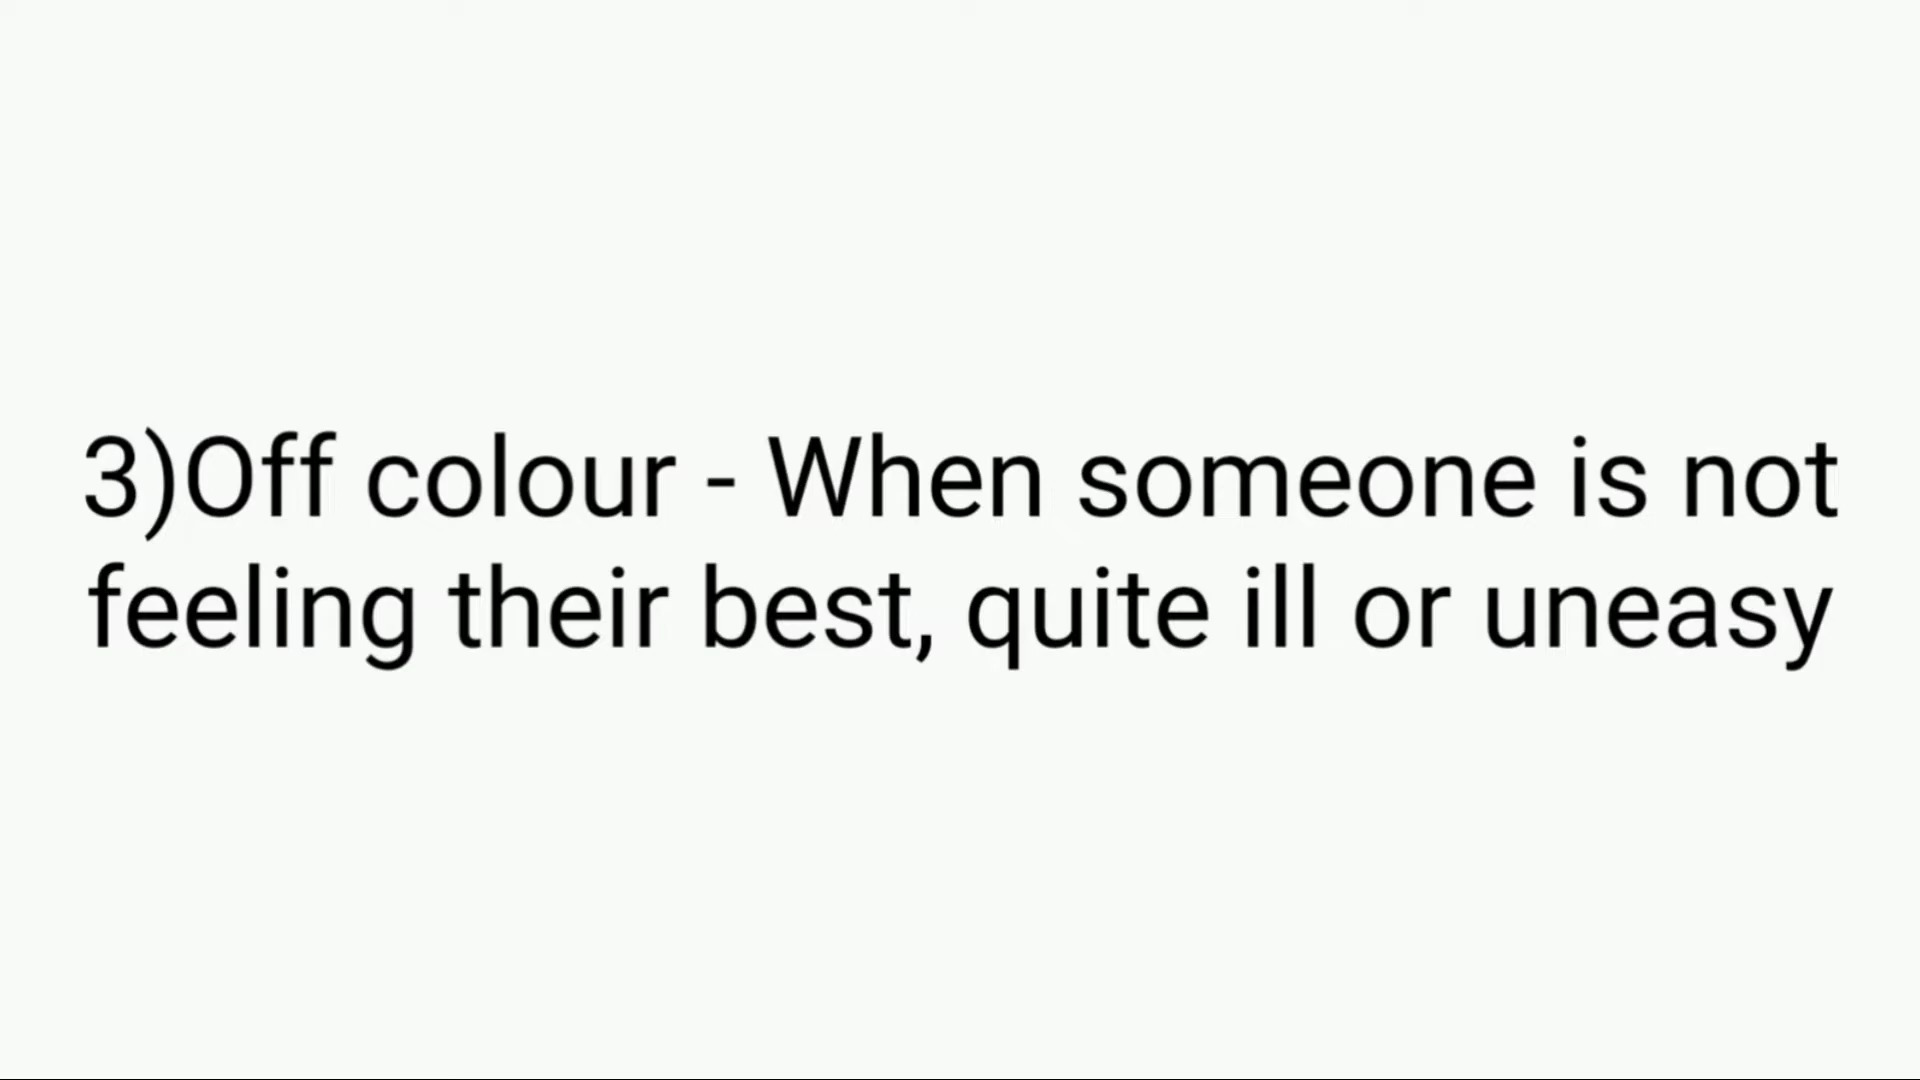 3)Off colour - When someone is not
feeling their best, quite ill or uneasy